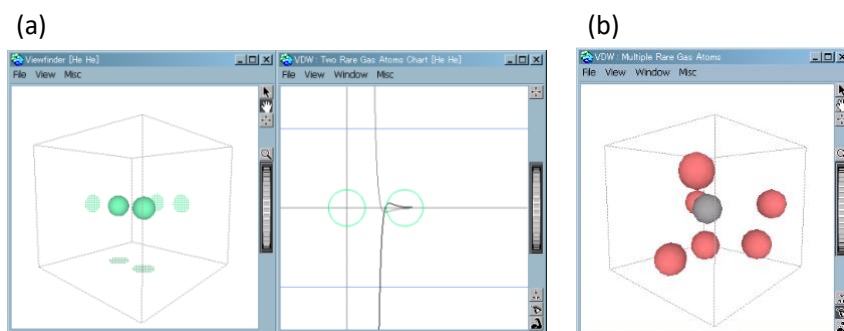 (a)
(b)
Viewfinder [He He]
File View Misc
VDW : Two Rare Gas Atoms Chart [He He]
File View Window Misc
VDW : Multiple Rare Gas Atoms
File View Window Misc